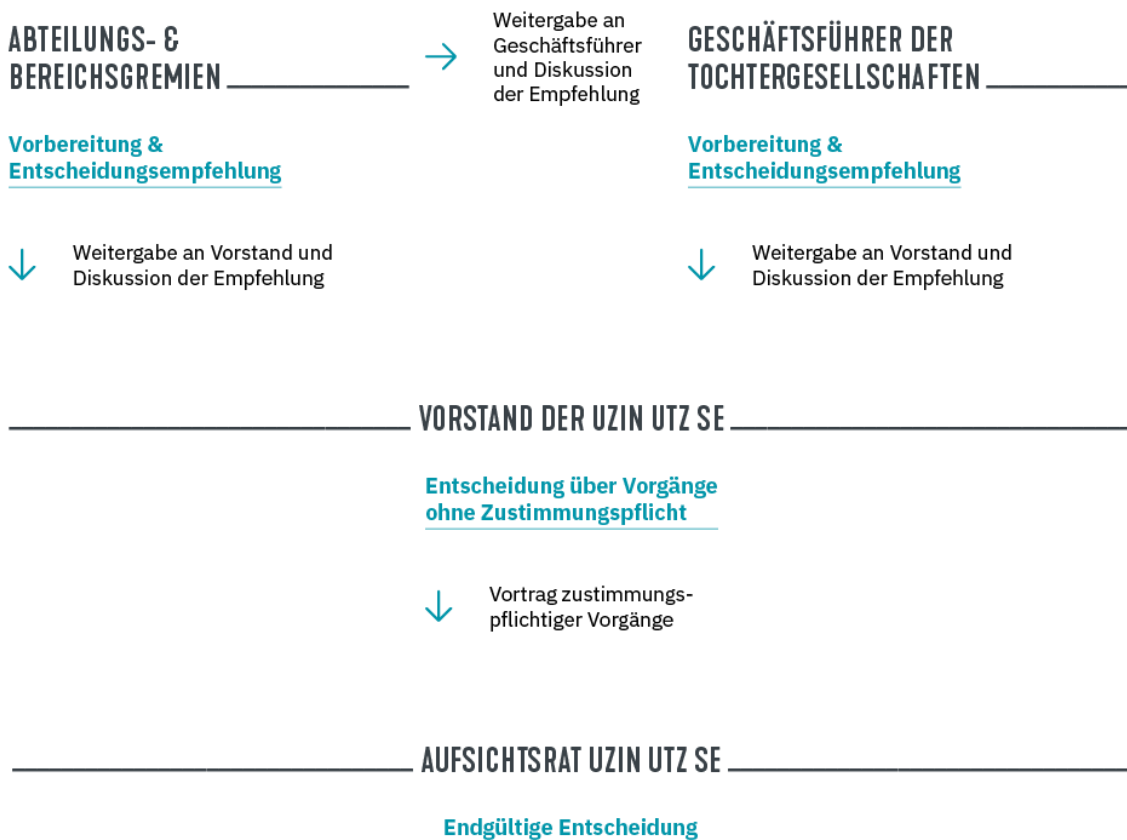 ABTEILUNGS- &
BEREICHSGREMIEN
Vorbereitung &
Entscheidungsempfehlung
Weitergabe an Vorstand und
Diskussion der Empfehlung
Weitergabe an
Geschäftsführer
und Diskussion
der Empfehlung
GESCHÄFTSFÜHRER DER
TOCHTERGESELLSCHAFTEN
Vorbereitung &
Entscheidungsempfehlung
Weitergabe an Vorstand und
Diskussion der Empfehlung
VORSTAND DER UZIN UTZ SE
Entscheidung über Vorgänge
ohne Zustimmungspflicht
Vortrag zustimmungs-
pflichtiger Vorgänge
AUFSICHTSRAT UZIN UTZ SE
Endgültige Entscheidung